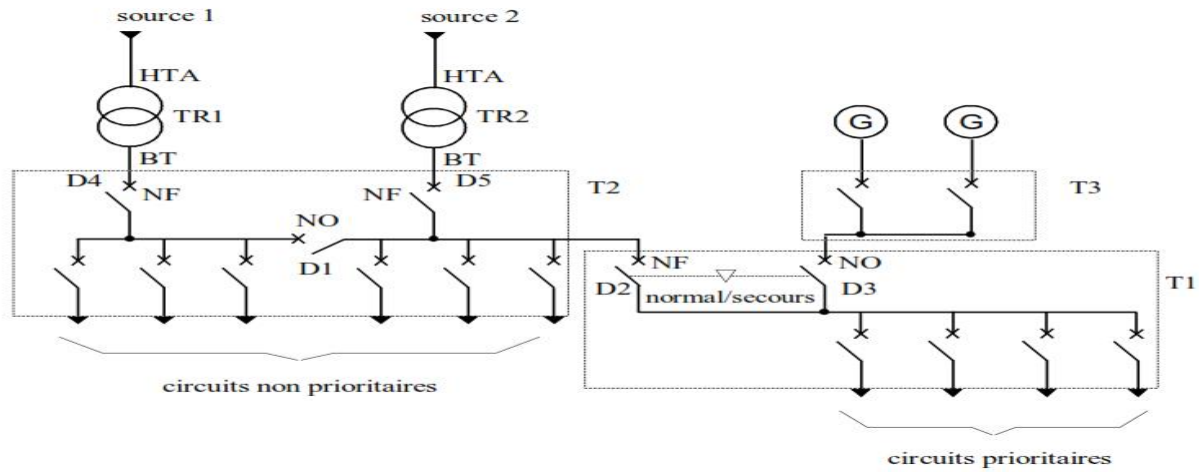 source 1
source 2
HTA
HTA
TR1
TR2
G
G
BT
BT
D4
NF
NF
D5
T2
T3
NO
D1
NF
D2
normal/secours
NO
D3
T1
circuits non prioritaires
circuits prioritaires